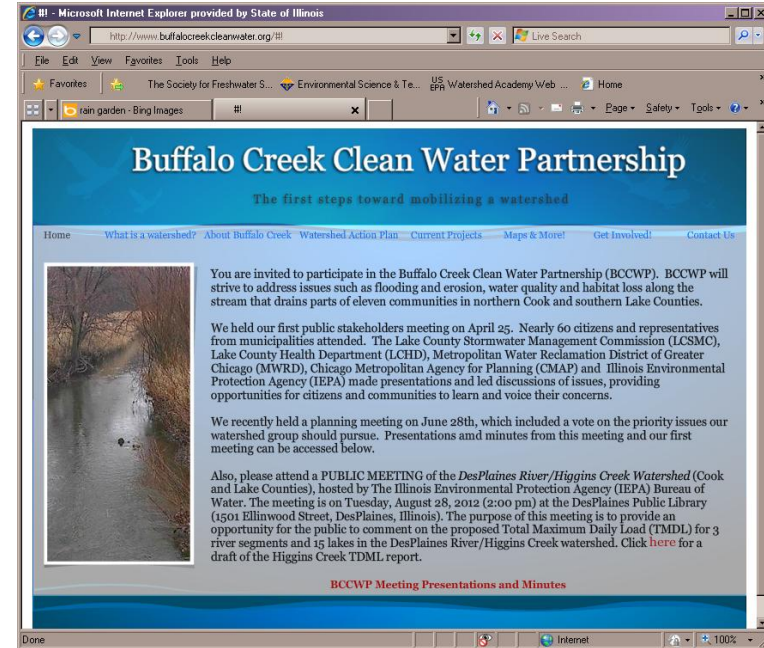 #! - Microsoft Internet Explorer provided by State of Illinois
http://www.buffalocreekcleanwater.org/#!
Live Search
File Edit View Favorites Tools Help
Favorites The Society for Freshwater S... Environmental Science & Te... US EPA Watershed Academy Web ... Home
rain garden - Bing Images #! Page Safety Tools
Buffalo Creek Clean Water Partnership
The first steps toward mobilizing a watershed
Home What is a watershed? About Buffalo Creek Watershed Action Plan Current Projects Maps & More! Get Involved! Contact Us
You are invited to participate in the Buffalo Creek Clean Water Partnership (BCCWP). BCCWP will
strive to address issues such as flooding and erosion, water quality and habitat loss along the
stream that drains parts of eleven communities in northern Cook and southern Lake Counties.
We held our first public stakeholders meeting on April 25. Nearly 60 citizens and representatives
from municipalities attended. The Lake County Stormwater Management Commission (LCSMC),
Lake County Health Department (LCHD), Metropolitan Water Reclamation District of Greater
Chicago (MWRD), Chicago Metropolitan Agency for Planning (CMAP) and Illinois Environmental
Protection Agency (IEPA) made presentations and led discussions of issues, providing
opportunities for citizens and communities to learn and voice their concerns.
We recently held a planning meeting on June 28th, which included a vote on the priority issues our
watershed group should pursue. Presentations amd minutes from this meeting and our first
meeting can be accessed below.
Also, please attend a PUBLIC MEETING of the DesPlaines River/Higgins Creek Watershed (Cook
and Lake Counties), hosted by The Illinois Environmental Protection Agency (IEPA) Bureau of
Water. The meeting is on Tuesday, August 28, 2012 (2:00 pm) at the DesPlaines Public Library
(1501 Ellinwood Street, DesPlaines, Illinois). The purpose of this meeting is to provide an
opportunity for the public to comment on the proposed Total Maximum Daily Load (TMDL) for 3
river segments and 15 lakes in the DesPlaines River/Higgins Creek watershed. Click here for a
draft of the Higgins Creek TDML report.
BCCWP Meeting Presentations and Minutes
Done Internet 100%